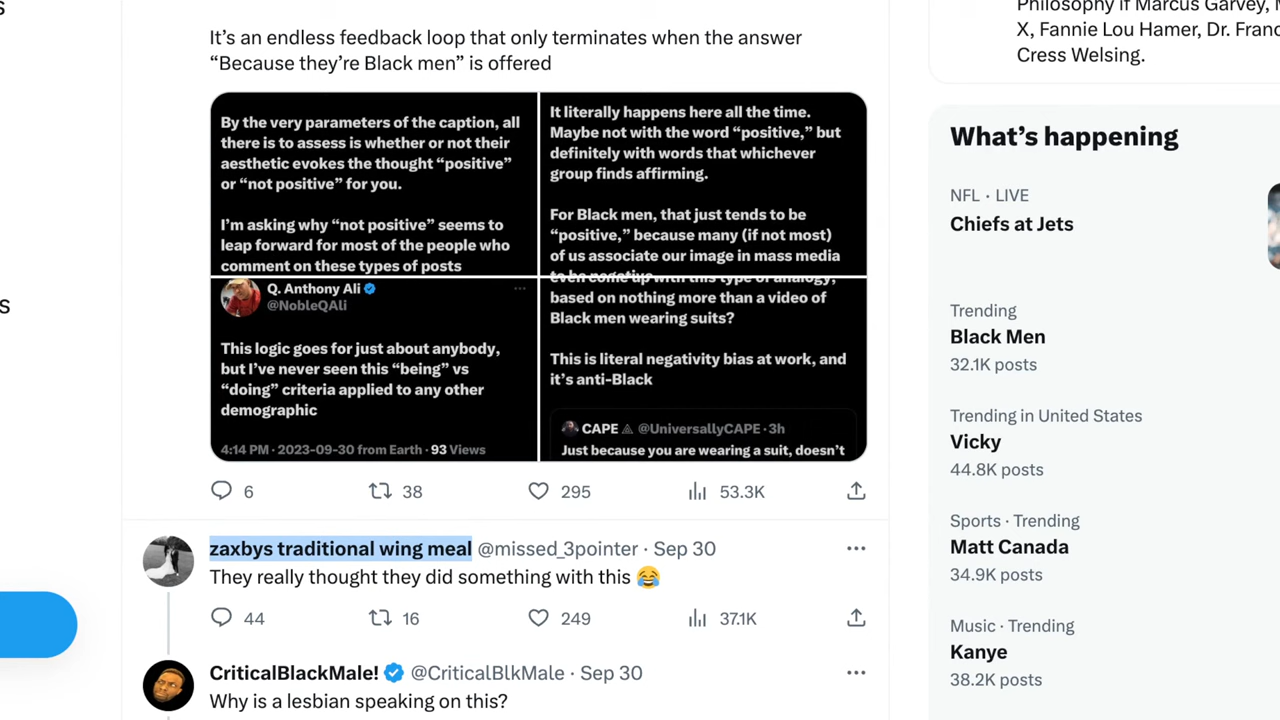 s
s
It’s an endless feedback loop that only terminates when the answer
“Because they’re Black men” is offered
By the very parameters of the caption, all
there is to assess is whether or not their
aesthetic evokes the thought “positive”
or “not positive” for you.
I’m asking why “not positive” seems to
leap forward for most of the people who
comment on these types of posts
It literally happens here all the time.
Maybe not with the word “positive,” but
definitely with words that whichever
group finds affirming.
For Black men, that just tends to be
“positive,” because many (if not most)
of us associate our image in mass media
to be negative
Q. Anthony Ali
@NobleQAli
This logic goes for just about anybody,
but I’ve never seen this “being” vs
“doing” criteria applied to any other
demographic
4:14 PM · 2023-09-30 from Earth · 93 Views
with this type of analogy,
based on nothing more than a video of
Black men wearing suits?
This is literal negativity bias at work, and
it’s anti-Black
CAPE @UniversallyCAPE · 3h
Just because you are wearing a suit, doesn’t
6 38 295 53.3K
zaxbys traditional wing meal @missed_3pointer · Sep 30
They really thought they did something with this 😂
44 16 249 37.1K
CriticalBlackMale! @CriticalBlkMale · Sep 30
Why is a lesbian speaking on this?
Philosophy if Marcus Garvey, M
X, Fannie Lou Hamer, Dr. Franc
Cress Welsing.
What’s happening
NFL · LIVE
Chiefs at Jets
Trending
Black Men
32.1K posts
Trending in United States
Vicky
44.8K posts
Sports · Trending
Matt Canada
34.9K posts
Music · Trending
Kanye
38.2K posts